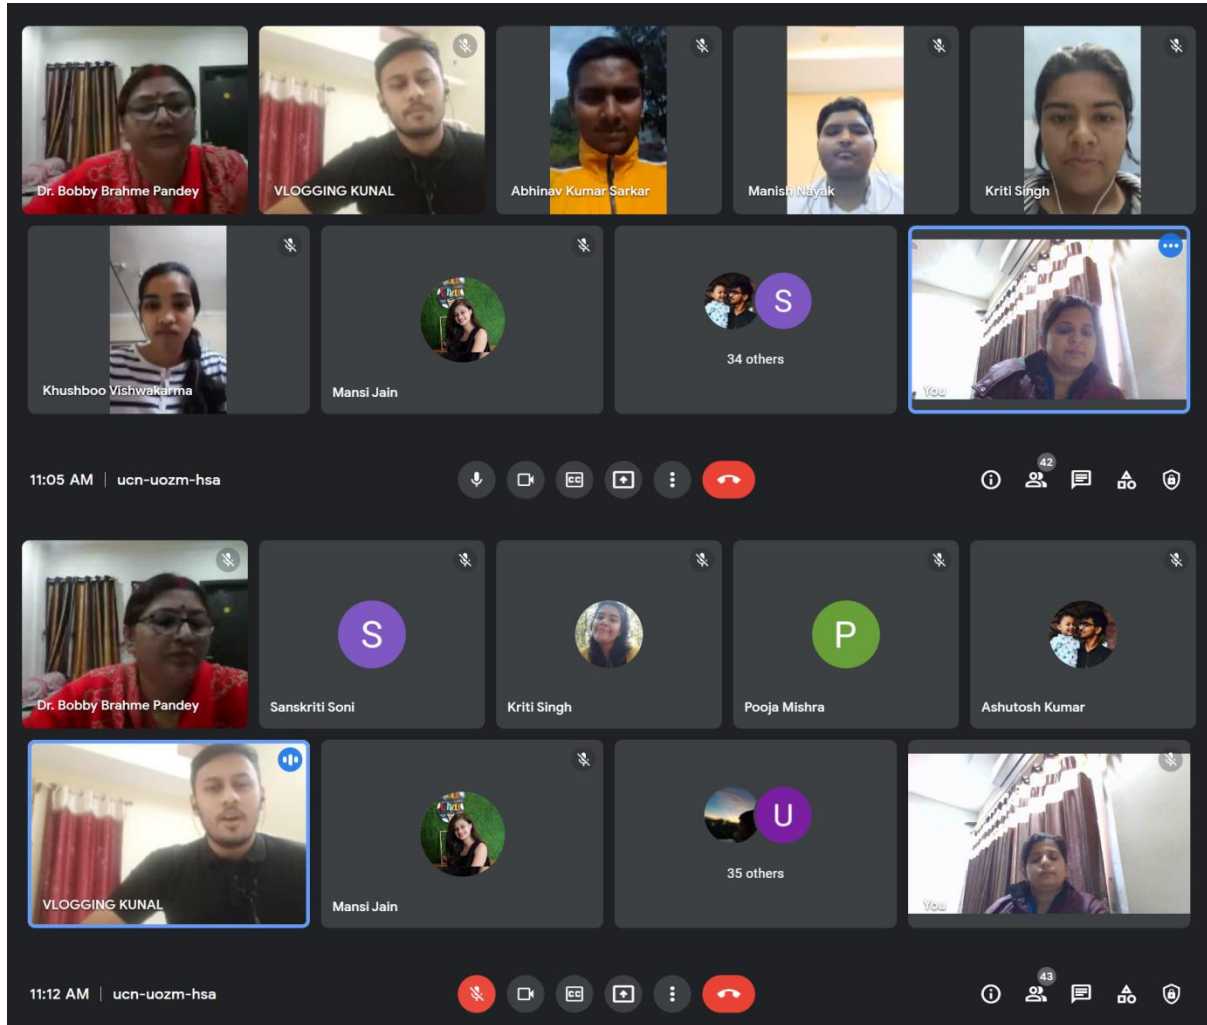 Dr. Bobby Brahme Pandey
VLOGGING KUNAL
Abhinav Kumar Sarkar
Manish Nayak
Kriti Singh
Khushboo Vishwakarma
Mansi Jain
S
34 others
You
11:05 AM | ucn-uozm-hsa
CC
42
Dr. Bobby Brahme Pandey
S
Sanskriti Soni
Kriti Singh
P
Pooja Mishra
Ashutosh Kumar
VLOGGING KUNAL
Mansi Jain
U
35 others
You
11:12 AM | ucn-uozm-hsa
CC
43